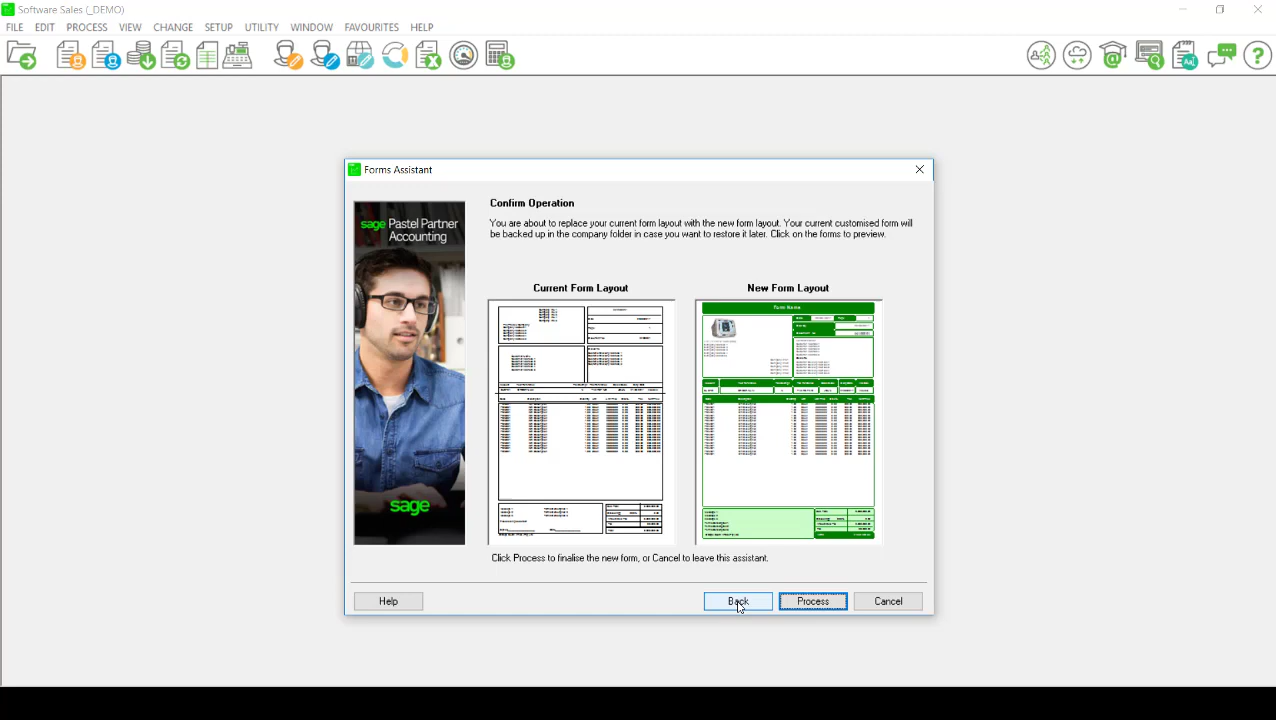 Software Sales (_DEMO)
FILE EDIT PROCESS VIEW CHANGE SETUP UTILITY WINDOW FAVOURITES HELP
Forms Assistant
sage Pastel Partner
Accounting
sage
Confirm Operation
You are about to replace your current form layout with the new form layout. Your current customised form will
be backed up in the company folder in case you want to restore it later. Click on the forms to preview.
Current Form Layout
New Form Layout
Form Name
Click Process to finalise the new form, or Cancel to leave this assistant.
Help
Back
Process
Cancel